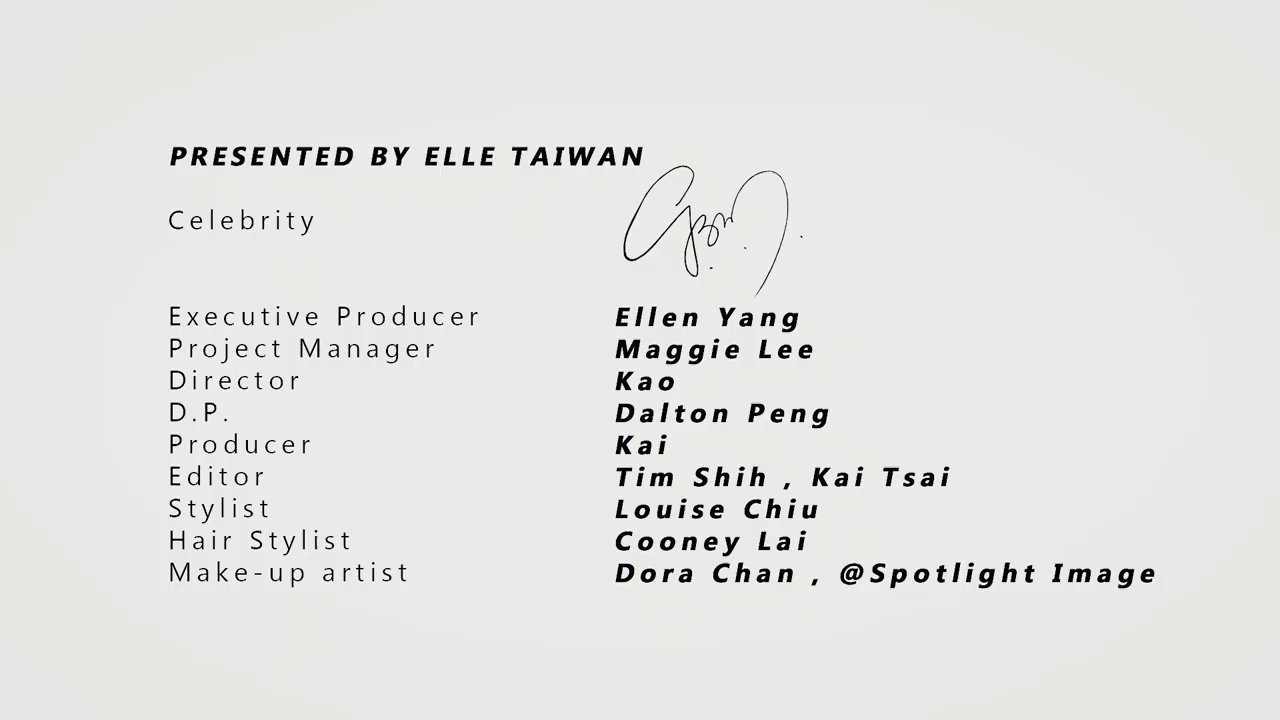 PRESENTED BY ELLE TAIWAN
Celebrity
Executive Producer Ellen Yang
Project Manager Maggie Lee
Director Kao
D.P. Dalton Peng
Producer Kai
Editor Tim Shih , Kai Tsai
Stylist Louise Chiu
Hair Stylist Cooney Lai
Make-up artist Dora Chan , @Spotlight Image